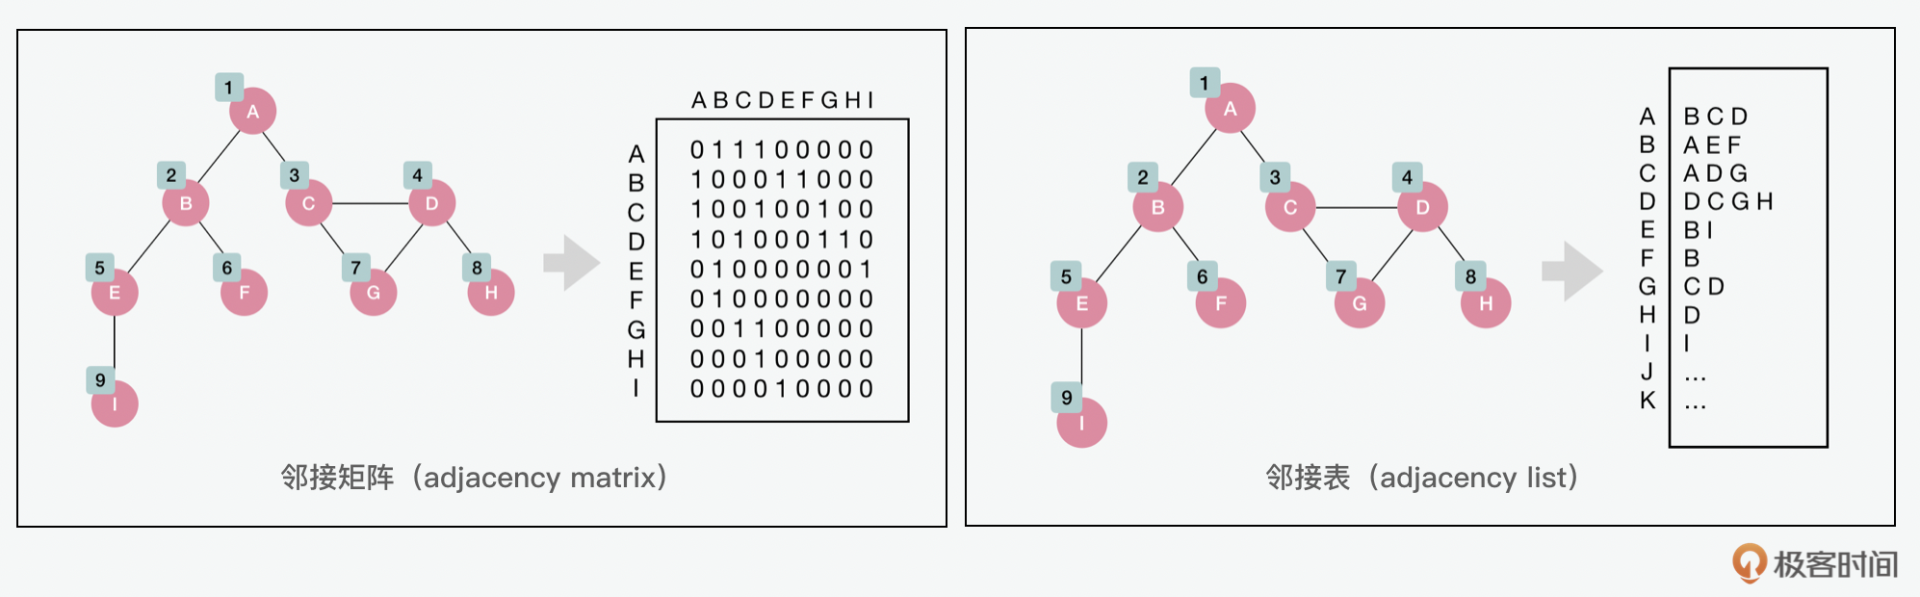 1
A
2
B
3
C
4
D
5
E
6
F
7
G
8
H
9
I
A B C D E F G H I
A 0 1 1 1 0 0 0 0 0
B 1 0 0 0 1 1 0 0 0
C 1 0 0 1 0 0 1 0 0
D 1 0 1 0 0 0 1 1 0
E 0 1 0 0 0 0 0 0 1
F 0 1 0 0 0 0 0 0 0
G 0 0 1 1 0 0 0 0 0
H 0 0 0 1 0 0 0 0 0
I 0 0 0 0 1 0 0 0 0
邻接矩阵（adjacency matrix）
1
A
2
B
3
C
4
D
5
E
6
F
7
G
8
H
9
I
A B C D
B A E F
C A D G
D D C G H
E B I
F B
G C D
H D
I I
J ...
K ...
邻接表（adjacency list）
极客时间